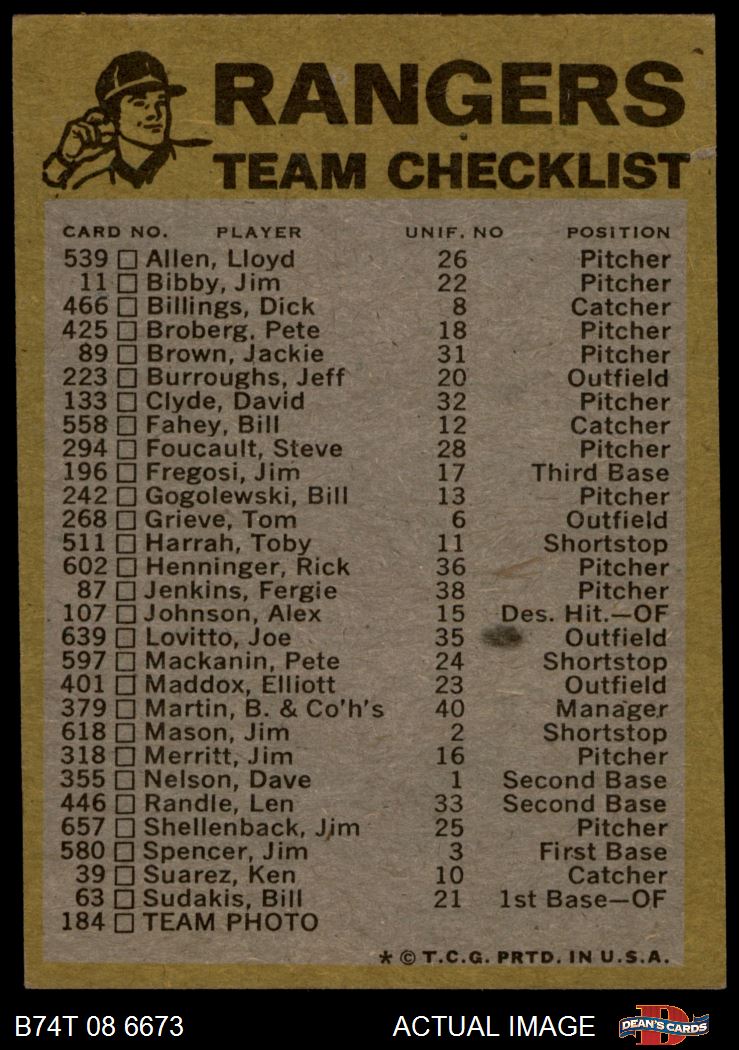 RANGERS
TEAM CHECKLIST
CARD NO. PLAYER UNIF. NO POSITION
539 □ Allen, Lloyd 26 Pitcher
11 □ Bibby, Jim 22 Pitcher
466 □ Billings, Dick 8 Catcher
425 □ Broberg, Pete 18 Pitcher
89 □ Brown, Jackie 31 Pitcher
223 □ Burroughs, Jeff 20 Outfield
133 □ Clyde, David 32 Pitcher
558 □ Fahey, Bill 12 Catcher
294 □ Foucault, Steve 28 Pitcher
196 □ Fregosi, Jim 17 Third Base
242 □ Gogolewski, Bill 13 Pitcher
268 □ Grieve, Tom 6 Outfield
511 □ Harrah, Toby 11 Shortstop
602 □ Henninger, Rick 36 Pitcher
87 □ Jenkins, Fergie 38 Pitcher
107 □ Johnson, Alex 15 Des. Hit.—OF
639 □ Lovitto, Joe 35 Outfield
597 □ Mackanin, Pete 24 Shortstop
401 □ Maddox, Elliott 23 Outfield
379 □ Martin, B. & Co'h's 40 Manager
618 □ Mason, Jim 2 Shortstop
318 □ Merritt, Jim 16 Pitcher
355 □ Nelson, Dave 1 Second Base
446 □ Randle, Len 33 Second Base
657 □ Shellenback, Jim 25 Pitcher
580 □ Spencer, Jim 3 First Base
39 □ Suarez, Ken 10 Catcher
63 □ Sudakis, Bill 21 1st Base—OF
184 □ TEAM PHOTO
* © T.C.G. PRTD. IN U.S.A.
B74T 08 6673 ACTUAL IMAGE D DEAN'S CARDS